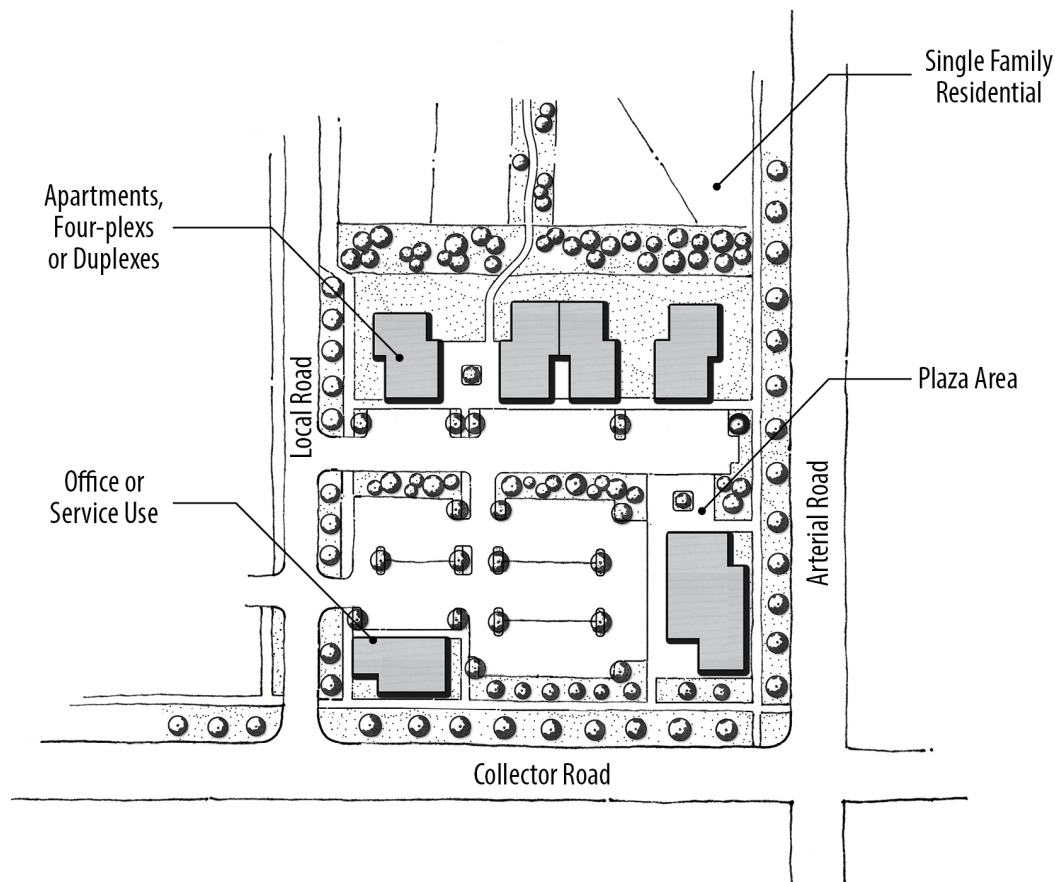 Single Family
Residential
Apartments,
Four-plexs
or Duplexes
Plaza Area
Local Road
Office or
Service Use
Arterial Road
Collector Road